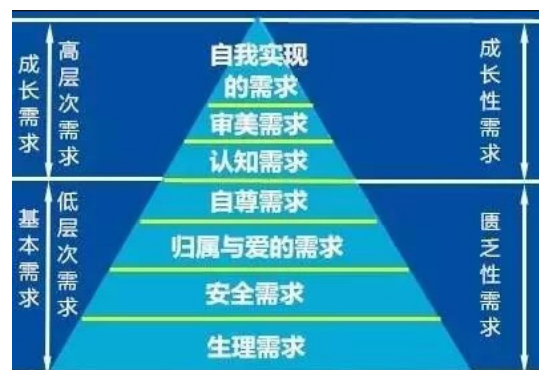 自我实现
的需求
审美需求
认知需求
自尊需求
归属与爱的需求
安全需求
生理需求
成长需求
高层次需求
基本需求
低层次需求
成长性需求
遗乏性需求